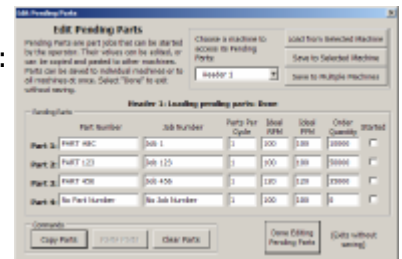 Edit Pending Parts
:
Edit Pending Parts
Pending Parts are part jobs that can be started
by the operator. Their values can be edited, or
can be copied and pasted to other machines.
Parts can be saved to individual machines or to
all machines at once. Select "Done" to exit
without saving.
Choose a machine to
access its Pending
Parts:
Header 1
Load from Selected Machine
Save to Selected Machine
Save to Multiple Machines
Header 1: Loading pending parts: Done
Pending Parts
Part Number Job Number Parts Per Cycle Ideal RPM Ideal PPM Order Quantity Started
Part 1: PART ABC Job 1 1 100 100 10000
Part 2: PART 123 Job 123 1 100 100
Part 3: PART 456 Job 456 1 120 120
Part 4: No Part Number No Job Number 1 100 100 0
Commands
Copy Parts Paste Parts Clear Parts
Done Editing
Pending Parts
(Exits without
saving)